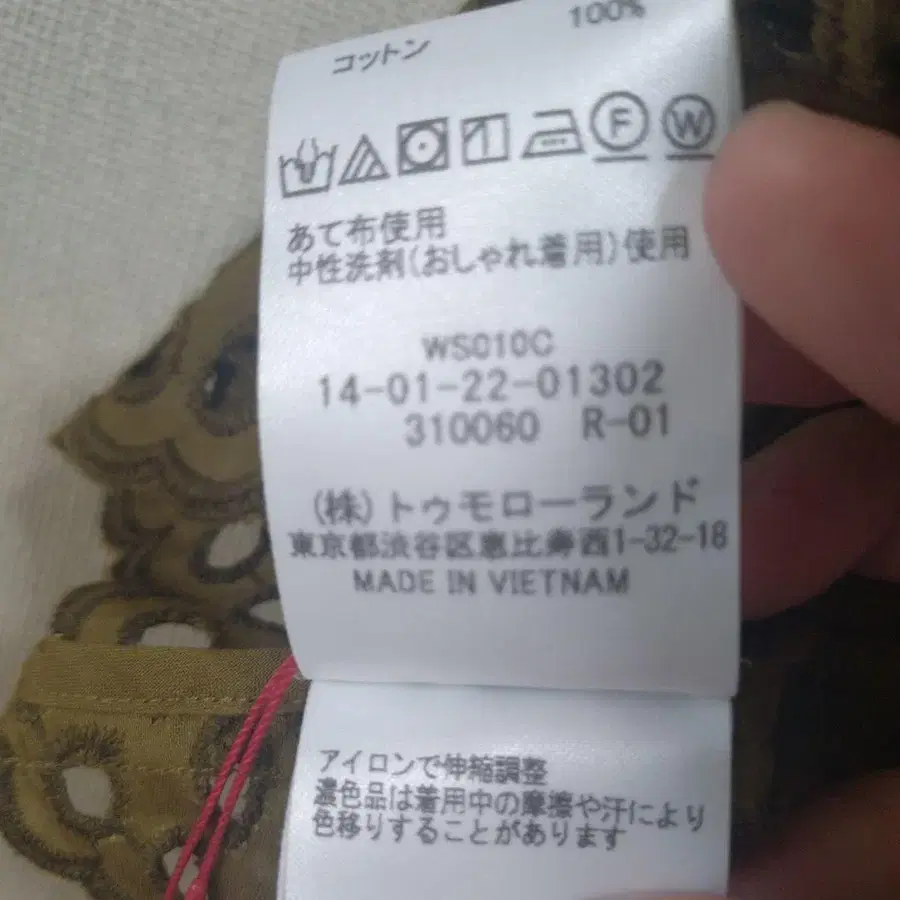 コットン 100%
F W
あて布使用
中性洗剤(おしゃれ着用)使用
WS010C
14-01-22-01302
310060 R-01
(株)トゥモローランド
東京都渋谷区恵比寿西1-32-18
MADE IN VIETNAM
アイロンで伸縮調整
濃色品は着用中の摩擦や汗により
色移りすることがあります